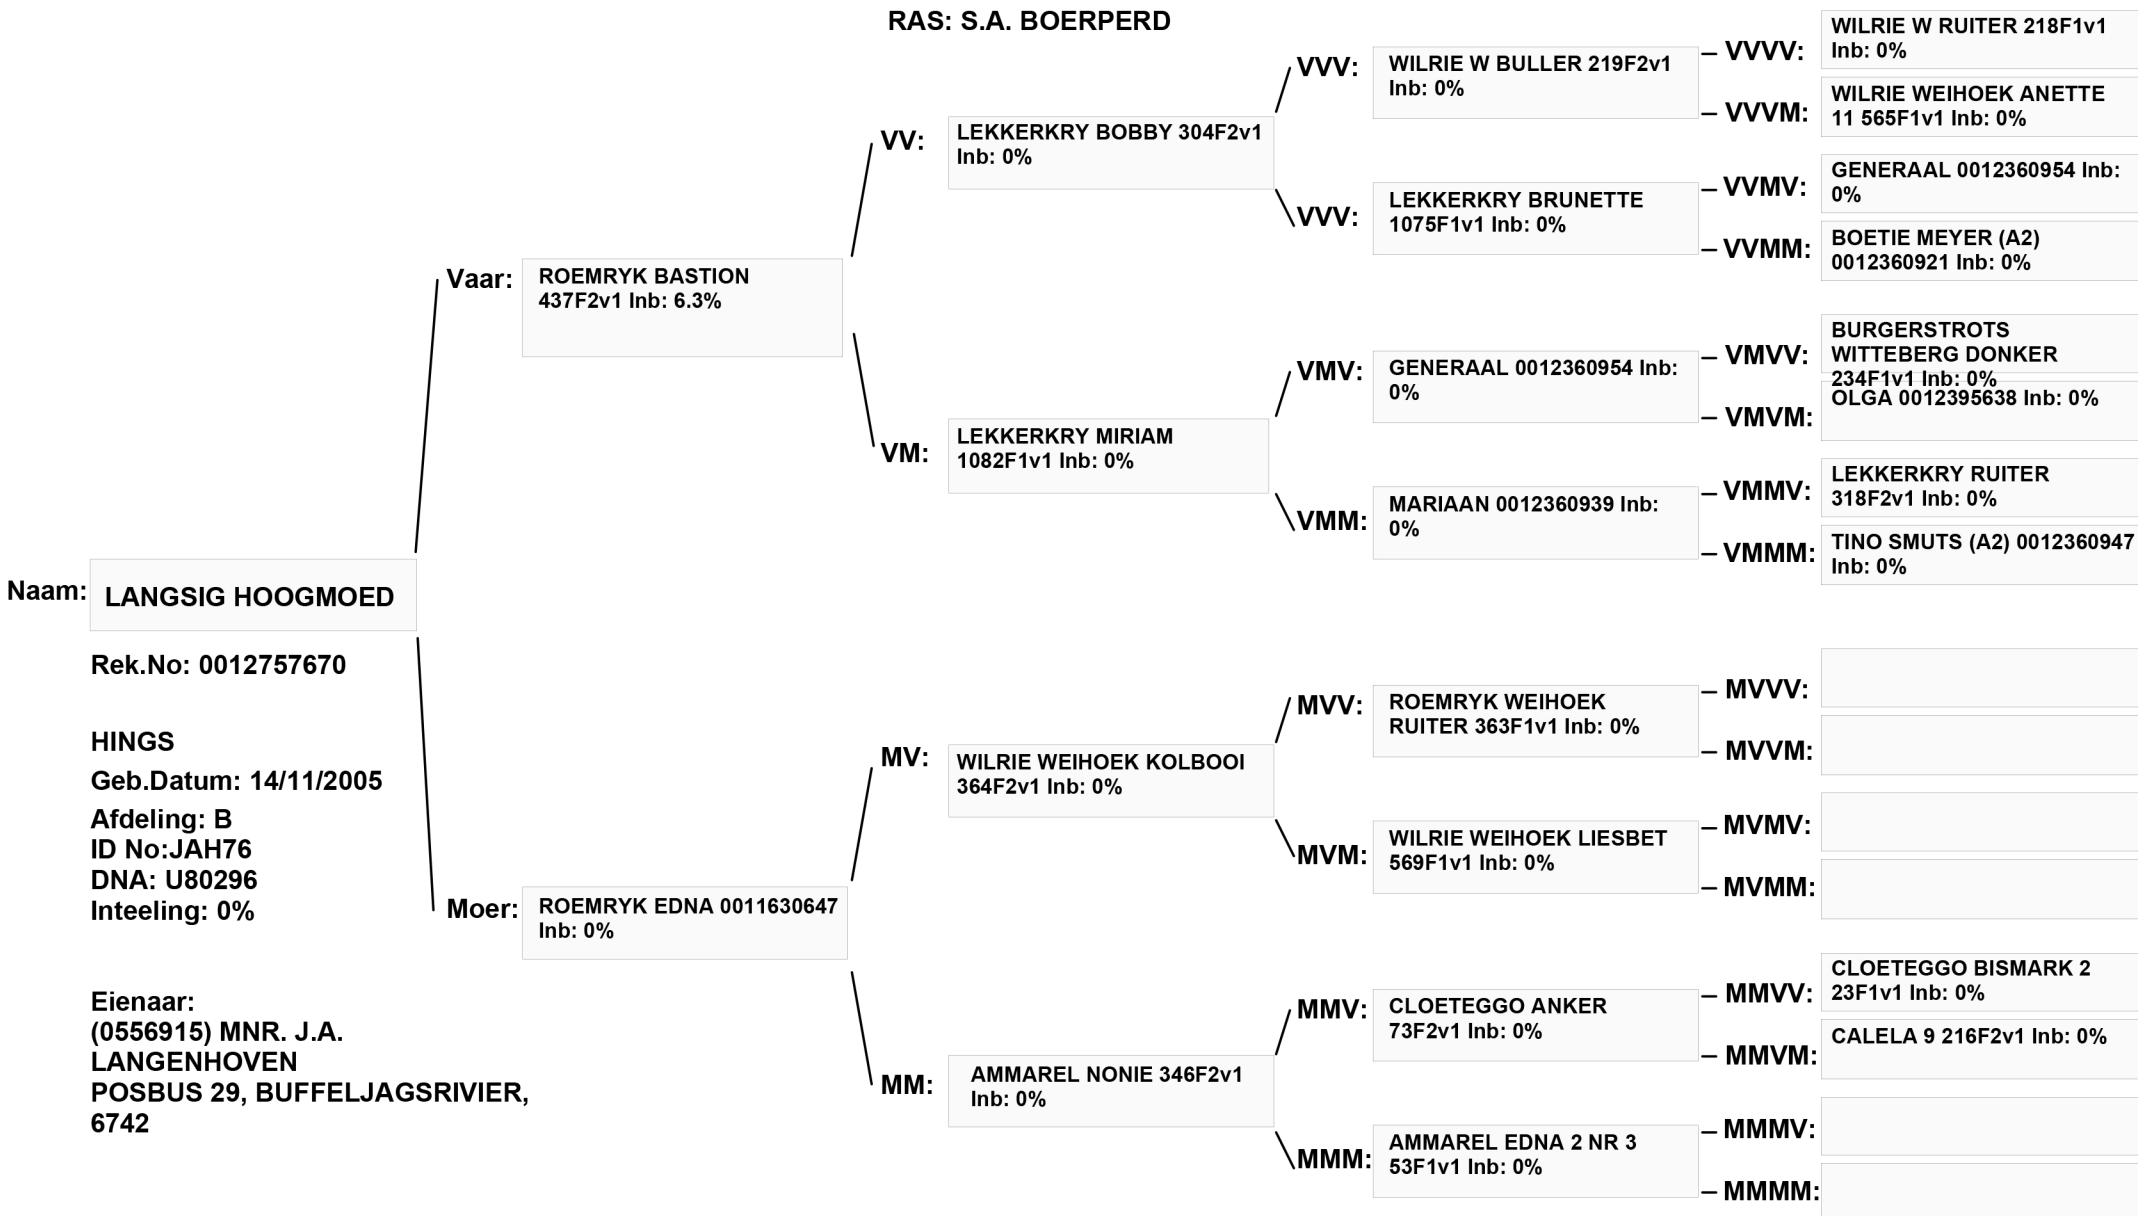 RAS: S.A. BOERPERD
Naam:
LANGSIG HOOGMOED
Rek.No: 0012757670
HINGS
Geb.Datum: 14/11/2005
Afdeling: B
ID No:JAH76
DNA: U80296
Inteeling: 0%
Eienaar:
(0556915) MNR. J.A.
LANGENHOVEN
POSBUS 29, BUFFELJAGSRIVIER,
6742
Vaar:
ROEMRYK BASTION
437F2v1 Inb: 6.3%
Moer:
ROEMRYK EDNA 0011630647
Inb: 0%
VV:
LEKKERKRY BOBBY 304F2v1
Inb: 0%
VM:
LEKKERKRY MIRIAM
1082F1v1 Inb: 0%
MV:
WILRIE WEIHOEK KOLBOOI
364F2v1 Inb: 0%
MM:
AMMAREL NONIE 346F2v1
Inb: 0%
VVV:
WILRIE W BULLER 219F2v1
Inb: 0%
VVV:
LEKKERKRY BRUNETTE
1075F1v1 Inb: 0%
VMV:
GENERAAL 0012360954 Inb:
0%
VMM:
MARIAAN 0012360939 Inb:
0%
MVV:
ROEMRYK WEIHOEK
RUITER 363F1v1 Inb: 0%
MVM:
WILRIE WEIHOEK LIESBET
569F1v1 Inb: 0%
MMV:
CLOETEGGO ANKER
73F2v1 Inb: 0%
MMM:
AMMAREL EDNA 2 NR 3
53F1v1 Inb: 0%
VVVV:
WILRIE W RUITER 218F1v1
Inb: 0%
VVVM:
WILRIE WEIHOEK ANETTE
11 565F1v1 Inb: 0%
VVMV:
GENERAAL 0012360954 Inb:
0%
VVMM:
BOETIE MEYER (A2)
0012360921 Inb: 0%
VMVV:
BURGERSTROTS
WITTEBERG DONKER
234F1v1 Inb: 0%
VMVM:
OLGA 0012395638 Inb: 0%
VMMV:
LEKKERKRY RUITER
318F2v1 Inb: 0%
VMMM:
TINO SMUTS (A2) 0012360947
Inb: 0%
MVVV:
MVVM:
MVMV:
MVMM:
MMVV:
CLOETEGGO BISMARK 2
23F1v1 Inb: 0%
MMVM:
CALELA 9 216F2v1 Inb: 0%
MMMV:
MMMM: